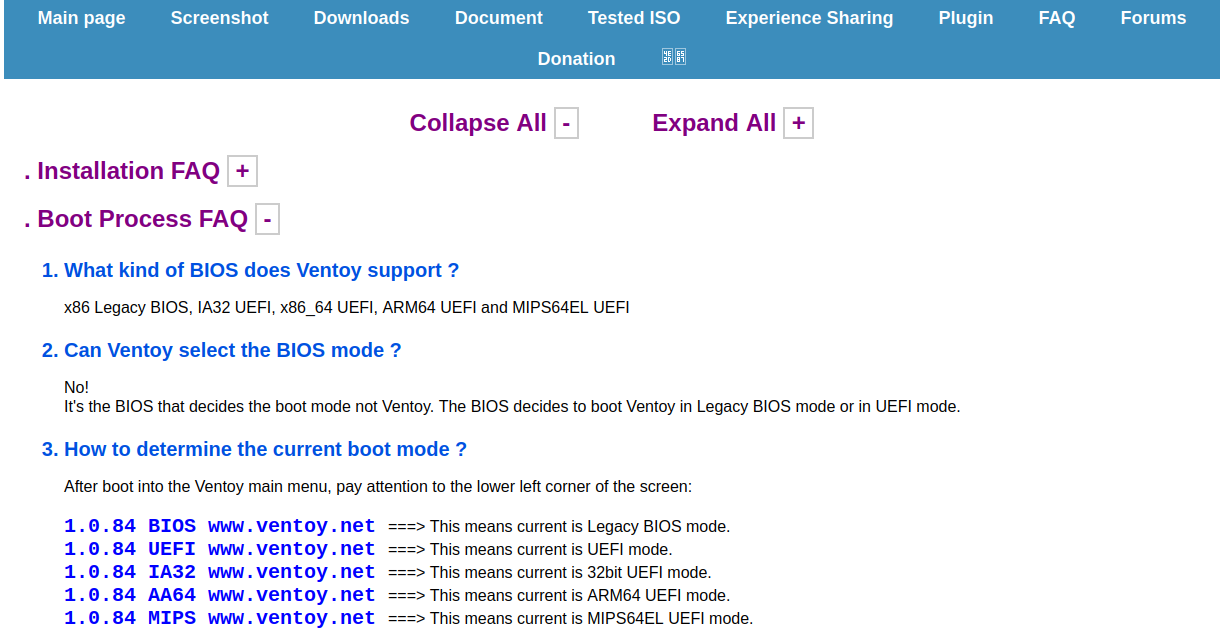 Main page Screenshot Downloads Document Tested ISO Experience Sharing Plugin FAQ Forums
Donation
Collapse All - Expand All +
. Installation FAQ +
. Boot Process FAQ -
1. What kind of BIOS does Ventoy support ?
x86 Legacy BIOS, IA32 UEFI, x86_64 UEFI, ARM64 UEFI and MIPS64EL UEFI
2. Can Ventoy select the BIOS mode ?
No!
It's the BIOS that decides the boot mode not Ventoy. The BIOS decides to boot Ventoy in Legacy BIOS mode or in UEFI mode.
3. How to determine the current boot mode ?
After boot into the Ventoy main menu, pay attention to the lower left corner of the screen:
1.0.84 BIOS www.ventoy.net ===> This means current is Legacy BIOS mode.
1.0.84 UEFI www.ventoy.net ===> This means current is UEFI mode.
1.0.84 IA32 www.ventoy.net ===> This means current is 32bit UEFI mode.
1.0.84 AA64 www.ventoy.net ===> This means current is ARM64 UEFI mode.
1.0.84 MIPS www.ventoy.net ===> This means current is MIPS64EL UEFI mode.